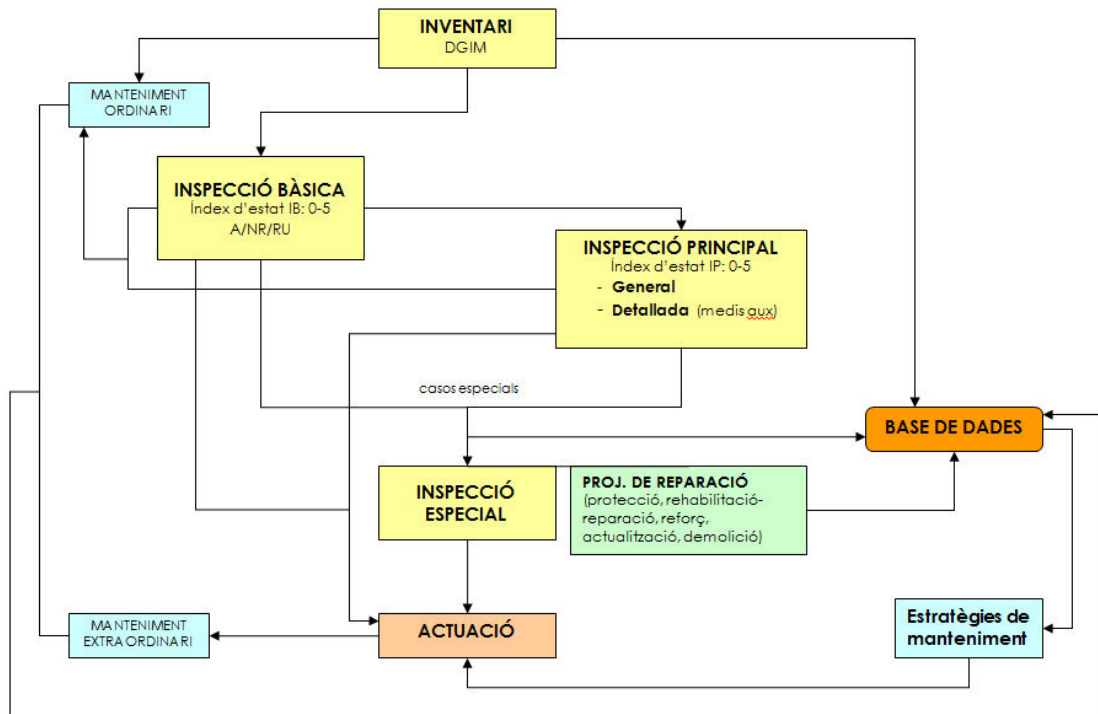 INVENTARI
DGIM
MANTENIMENT
ORDINARI
INSPECCIÓ BÀSICA
Índex d'estat IB: 0-5
A/NR/RU
INSPECCIÓ PRINCIPAL
Índex d'estat IP: 0-5
- General
- Detallada (medis aux)
casos especials
BASE DE DADES
INSPECCIÓ
ESPECIAL
PROJ. DE REPARACIÓ
(protecció, rehabilitació-
reparació, reforç,
actualització, demolició)
MANTENIMENT
EXTRA ORDINARI
ACTUACIÓ
Estratègies de
manteniment